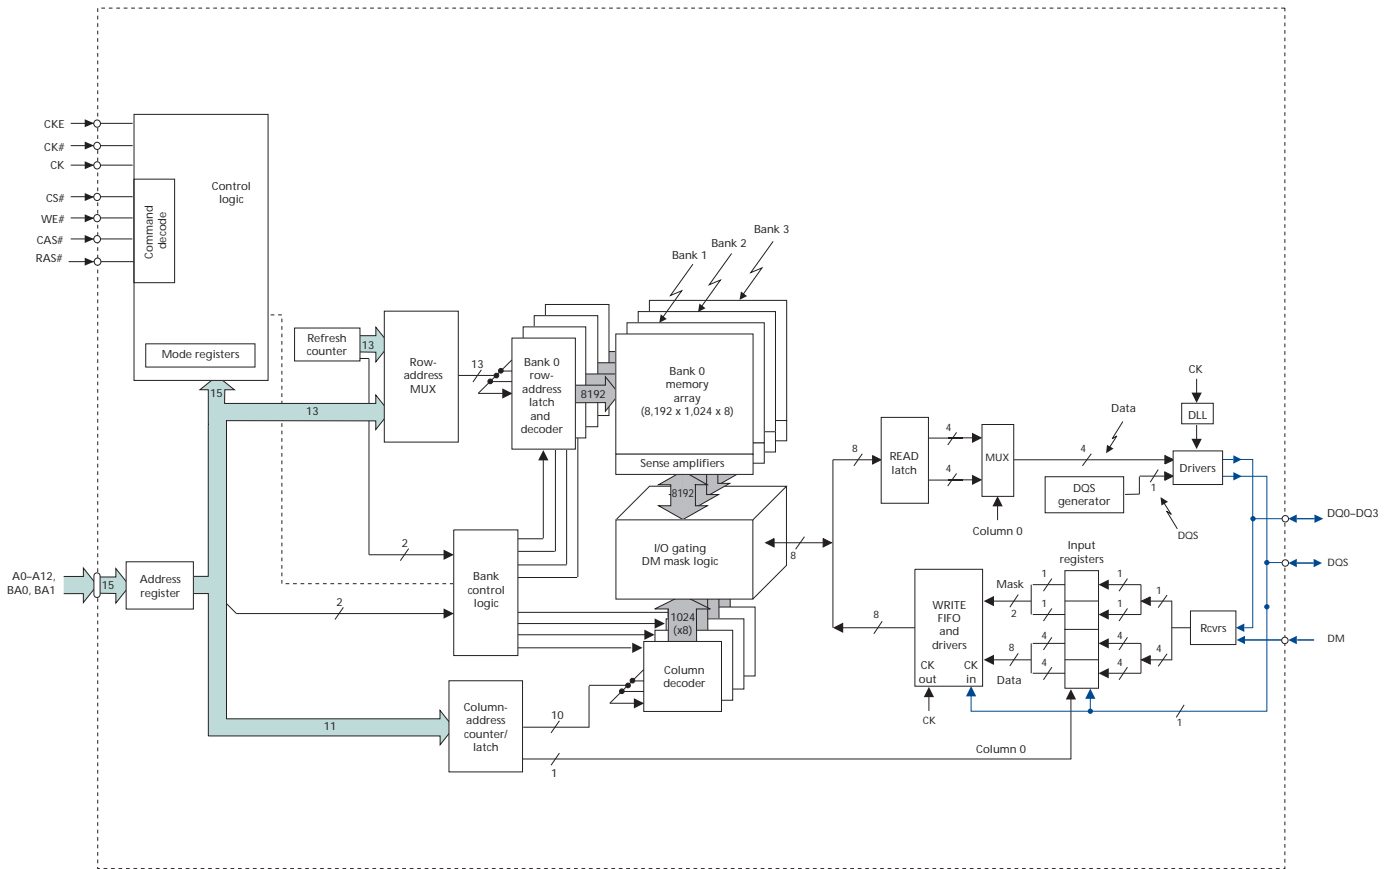 CKE
CK#
CK
CS#
WE#
CAS#
RAS#
Control
logic
Command
decode
Mode registers
15
Refresh
counter
13
13
Row-
address
MUX
13
Bank 0
row-
address
latch
and
decoder
8192
Bank 1
Bank 2
Bank 3
Bank 0
memory
array
(8,192 x 1,024 x 8)
Sense amplifiers
8192
I/O gating
DM mask logic
8
1024
(x8)
Column
decoder
A0–A12,
BA0, BA1
15
Address
register
2
2
Bank
control
logic
11
Column-
address
counter/
latch
10
1
Column 0
8
READ
latch
4
4
MUX
Column 0
4
Data
CK
DLL
Drivers
DQS
generator
1
DQS
DQ0–DQ3
DQS
DM
Input
registers
8
WRITE
FIFO
and
drivers
CK
out
CK
in
CK
Mask
2
8
Data
1
1
4
4
1
1
4
4
1
4
Rcvrs
1